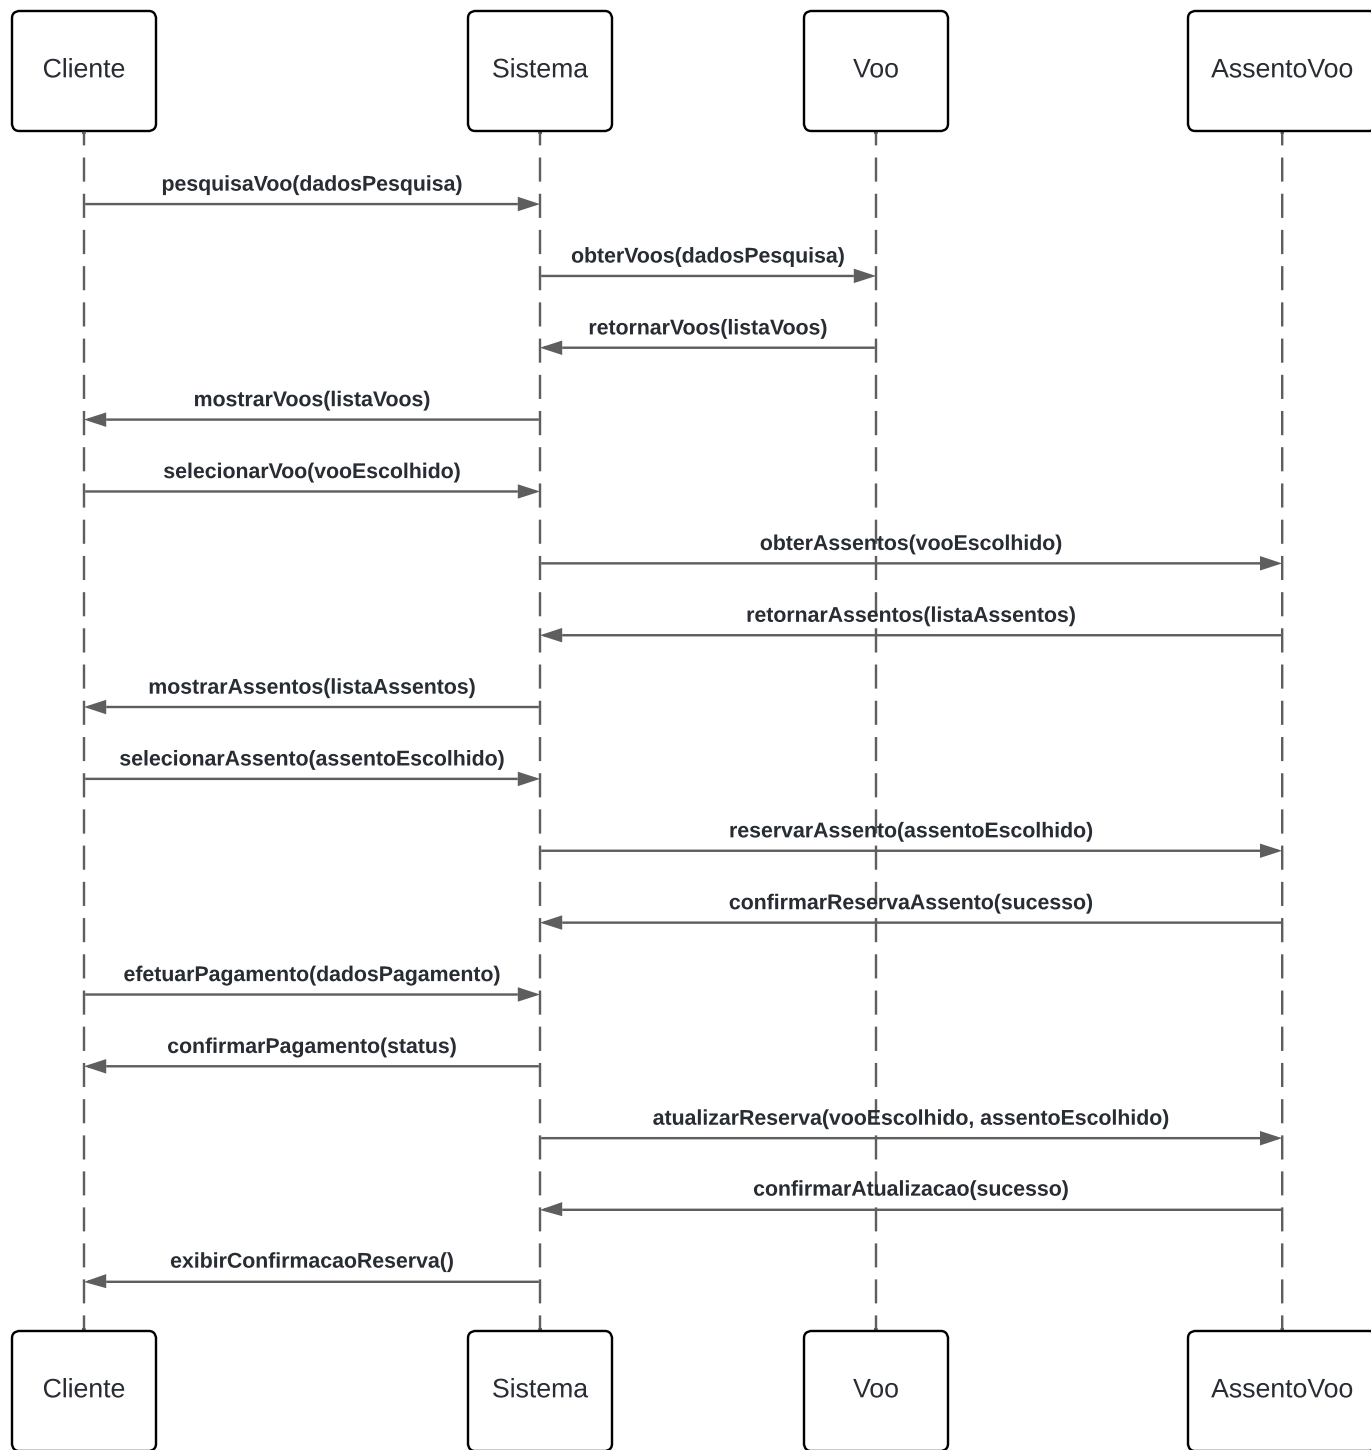 Cliente
Sistema
Voo
AssentoVoo
pesquisaVoo(dadosPesquisa)
obterVoos(dadosPesquisa)
retornarVoos(listaVoos)
mostrarVoos(listaVoos)
selecionarVoo(vooEscolhido)
obterAssentos(vooEscolhido)
retornarAssentos(listaAssentos)
mostrarAssentos(listaAssentos)
selecionarAssento(assentoEscolhido)
reservarAssento(assentoEscolhido)
confirmarReservaAssento(sucesso)
efetuarPagamento(dadosPagamento)
confirmarPagamento(status)
atualizarReserva(vooEscolhido, assentoEscolhido)
confirmarAtualizacao(sucesso)
exibirConfirmacaoReserva()
Cliente
Sistema
Voo
AssentoVoo